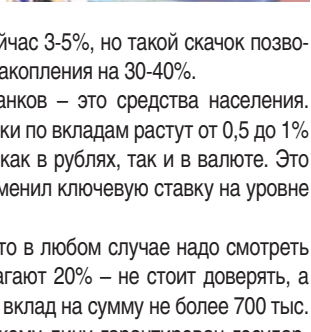 йчас 3-5%, но такой скачок позво-
акопления на 30-40%.
анков – это средства населения.
ки по вкладам растут от 0,5 до 1%
как в рублях, так и в валюте. Это
менил ключевую ставку на уровне
то в любом случае надо смотреть
агают 20% – не стоит доверять, а
вклад на сумму не более 700 тыс.